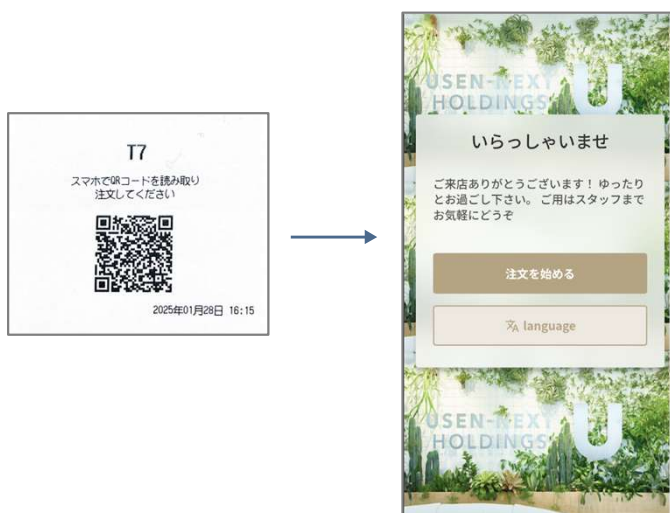 T7
スマホでQRコードを読み取り
注文してください
2025年01月28日 16:15
USEN-NEXT
HOLDINGS
U
いらっしゃいませ
ご来店ありがとうございます！ ゆったり
とお過ごし下さい。 ご用はスタッフまで
お気軽にどうぞ
注文を始める
language
USEN-NEXT
HOLDINGS
U